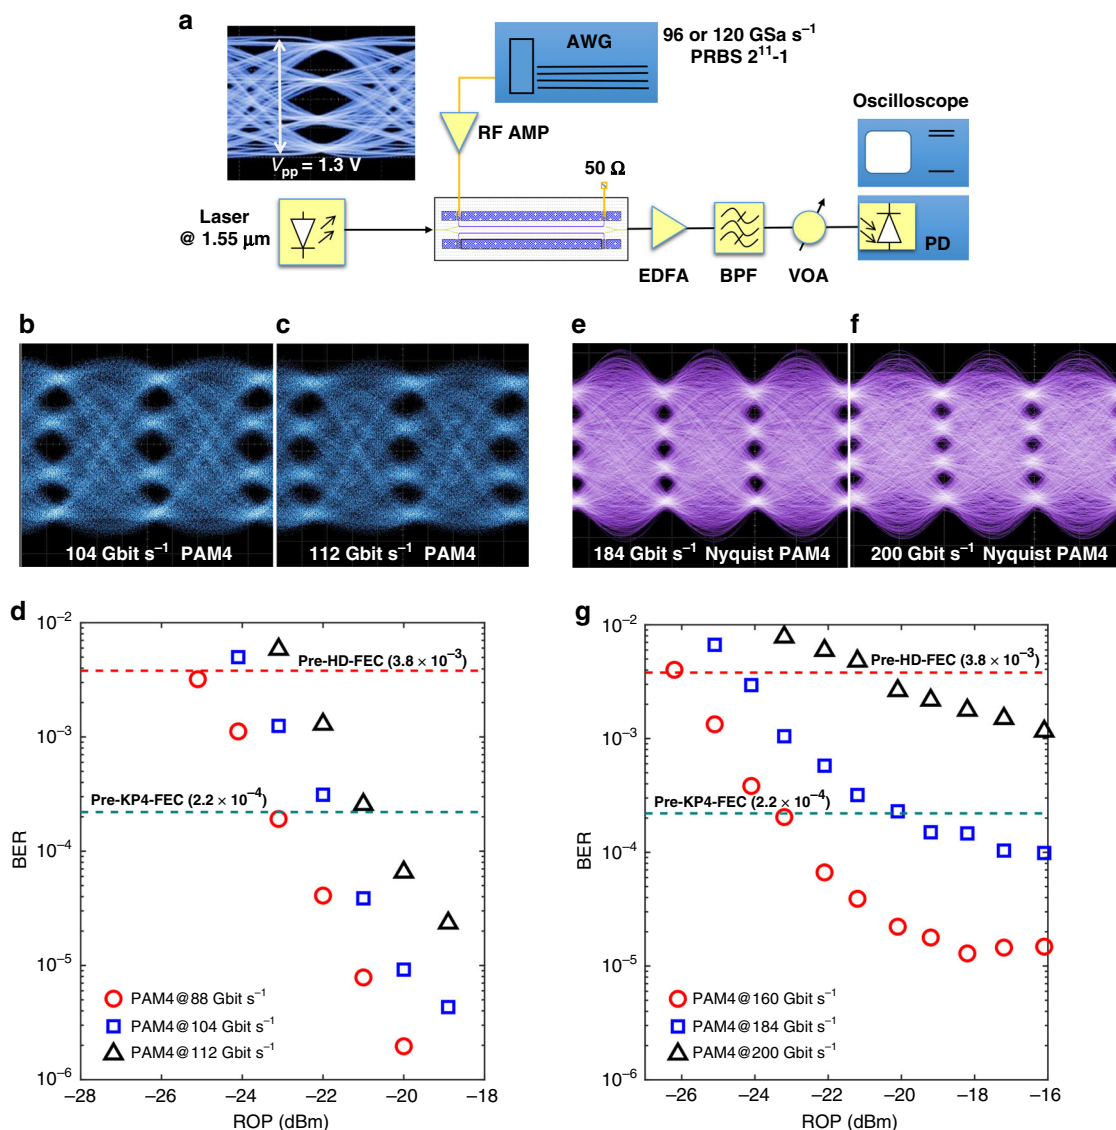 a
AWG
96 or 120 GSa s⁻¹
PRBS 2¹¹-1
Oscilloscope
RF AMP
Vpp = 1.3 V
50 Ω
Laser
@ 1.55 μm
PD
EDFA
BPF
VOA
b
c
e
f
104 Gbit s⁻¹ PAM4
112 Gbit s⁻¹ PAM4
184 Gbit s⁻¹ Nyquist PAM4
200 Gbit s⁻¹ Nyquist PAM4
d
10⁻²
Pre-HD-FEC (3.8 × 10⁻³)
10⁻³
Pre-KP4-FEC (2.2 × 10⁻⁴)
BER
10⁻⁴
10⁻⁵
PAM4@88 Gbit s⁻¹
PAM4@104 Gbit s⁻¹
PAM4@112 Gbit s⁻¹
10⁻⁶
−28 −26 −24 −22 −20 −18
ROP (dBm)
g
10⁻²
Pre-HD-FEC (3.8 × 10⁻³)
10⁻³
Pre-KP4-FEC (2.2 × 10⁻⁴)
BER
10⁻⁴
10⁻⁵
PAM4@160 Gbit s⁻¹
PAM4@184 Gbit s⁻¹
PAM4@200 Gbit s⁻¹
10⁻⁶
−26 −24 −22 −20 −18 −16
ROP (dBm)